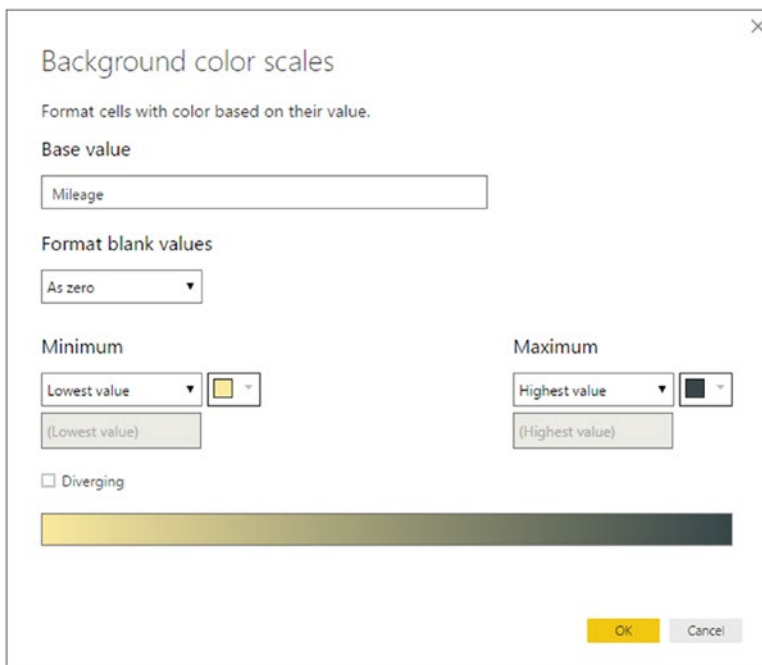 Background color scales
Format cells with color based on their value.
Base value
Mileage
Format blank values
As zero
Minimum
Maximum
Lowest value
Highest value
(Lowest value)
(Highest value)
Diverging
OK
Cancel